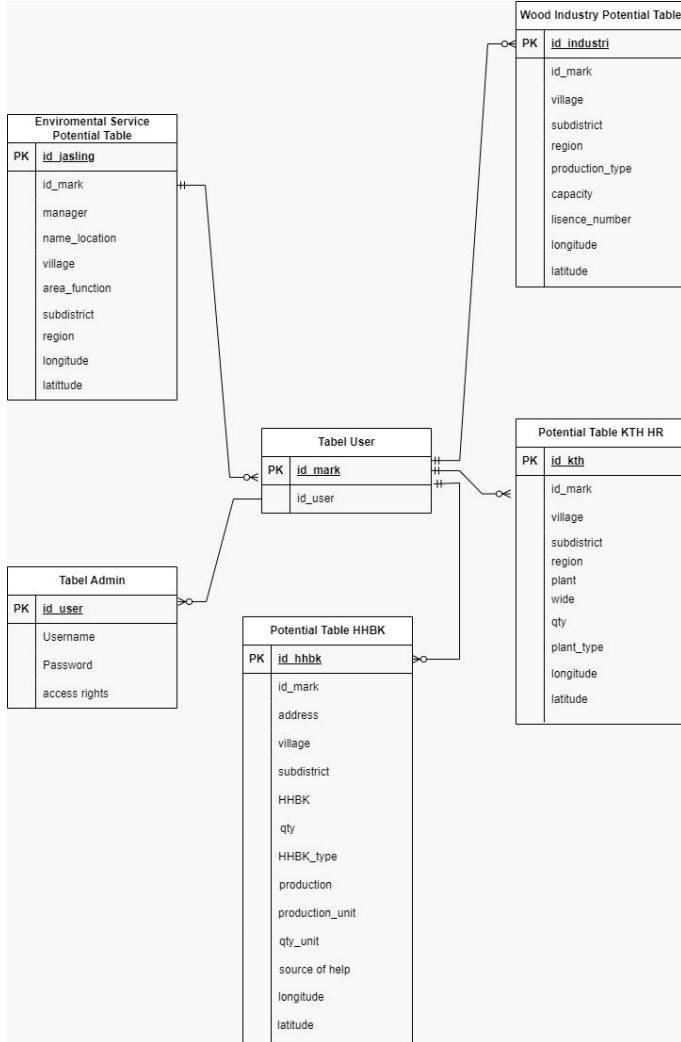 Wood Industry Potential Table
PK id_industri
id_mark
village
subdistrict
region
production_type
capacity
lisence_number
longitude
latitude
Enviromental Service
Potential Table
PK id_jasling
id_mark
manager
name_location
village
area_function
subdistrict
region
longitude
latittude
Tabel User
PK id_mark
id_user
Potential Table KTH HR
PK id_kth
id_mark
village
subdistrict
region
plant
wide
qty
plant_type
longitude
latitude
Tabel Admin
PK id_user
Username
Password
access rights
Potential Table HHBK
PK id_hhbk
id_mark
address
village
subdistrict
HHBK
qty
HHBK_type
production
production_unit
qty_unit
source of help
longitude
latitude